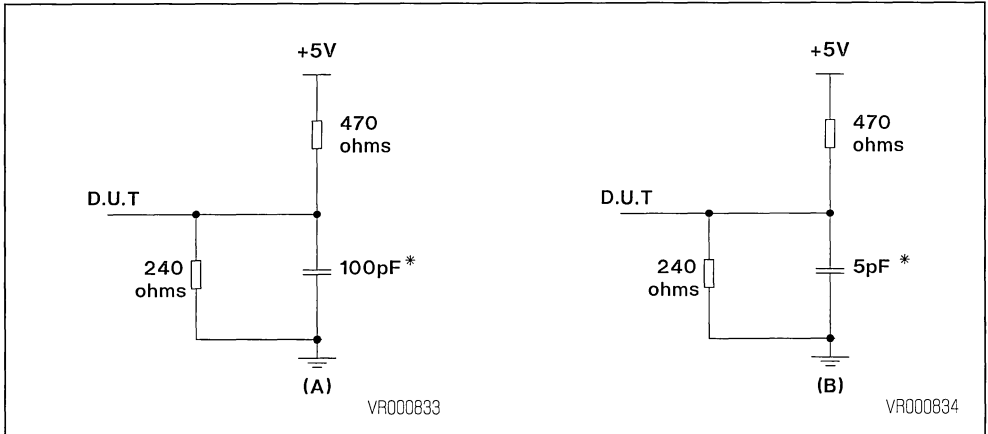 +5V
470
ohms
D.U.T
240
ohms
100pF *
(A)
VR000833
+5V
470
ohms
D.U.T
240
ohms
5pF *
(B)
VR000834